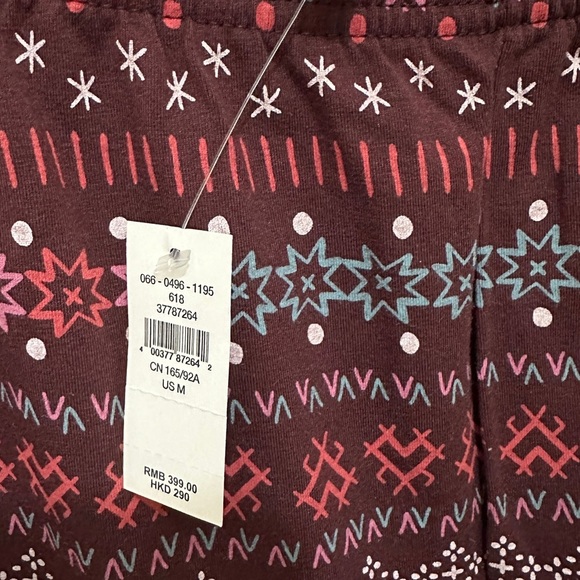 066-0496-1195
618
37787264
4 00377 87264 2
CN 165/92A
US M
RMB 399.00
HKD 290